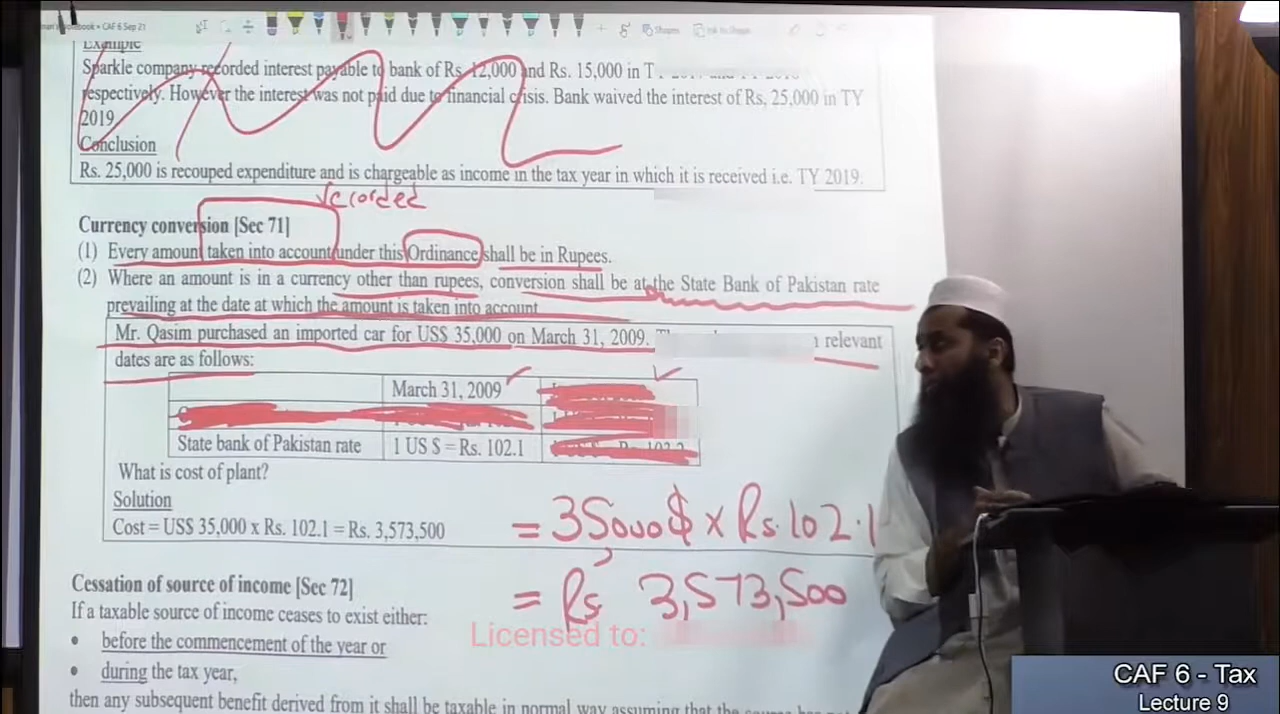 CAF 6 Sep 21
Shapes
Ink to Shape
Example
Sparkle company recorded interest payable to bank of Rs. 12,000 and Rs. 15,000 in T
respectively. However the interest was not paid due to financial crisis. Bank waived the interest of Rs, 25,000 in TY
2019
Conclusion
Rs. 25,000 is recouped expenditure and is chargeable as income in the tax year in which it is received i.e. TY 2019.
recorded
Currency conversion [Sec 71]
(1) Every amount taken into account under this Ordinance shall be in Rupees.
(2) Where an amount is in a currency other than rupees, conversion shall be at the State Bank of Pakistan rate
prevailing at the date at which the amount is taken into account
Mr. Qasim purchased an imported car for US$ 35,000 on March 31, 2009. relevant
dates are as follows:
March 31, 2009
State bank of Pakistan rate 1 US $ = Rs. 102.1
What is cost of plant?
Solution
Cost = US$ 35,000 x Rs. 102.1 = Rs. 3,573,500
= 35000$ x Rs. 102.1
= Rs 3,573,500
Cessation of source of income [Sec 72]
If a taxable source of income ceases to exist either:
• before the commencement of the year or
• during the tax year,
then any subsequent benefit derived from it shall be taxable in normal way assuming that the source
Licensed to:
CAF 6 - Tax
Lecture 9